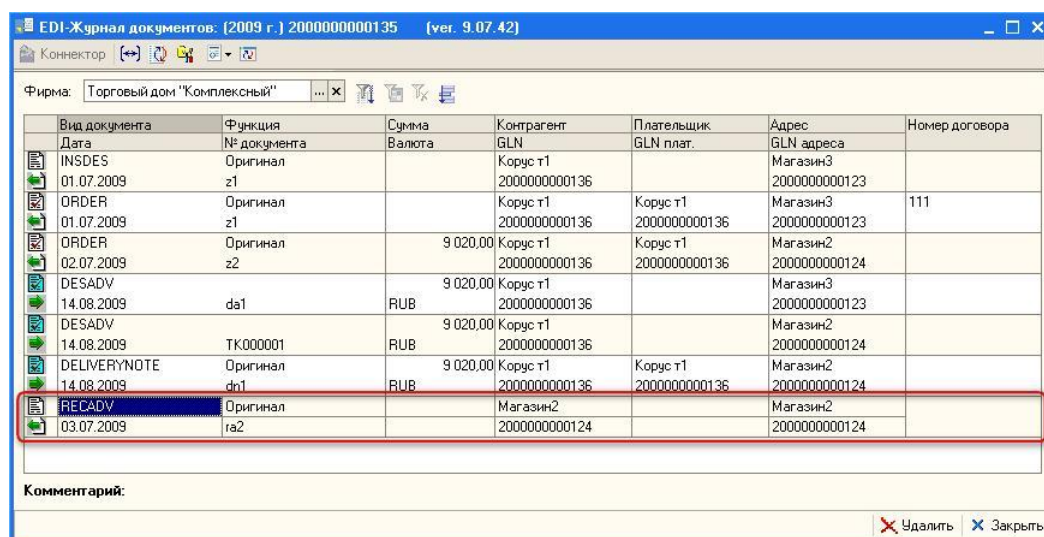 EDI-Журнал документов: (2009 г.) 2000000000135 (ver. 9.07.42)
Коннектор
Фирма: Торговый дом "Комплексный" ... x
Вид документа Функция Сумма Контрагент Плательщик Адрес Номер договора
Дата № документа Валюта GLN GLN плат. GLN адреса
INSDES Оригинал Корус т1 Магазин3
01.07.2009 z1 2000000000136 2000000000123
ORDER Оригинал Корус т1 Корус т1 Магазин3 111
01.07.2009 z1 2000000000136 2000000000136 2000000000123
ORDER Оригинал 9 020,00 Корус т1 Корус т1 Магазин2
02.07.2009 z2 2000000000136 2000000000136 2000000000124
DESADV 9 020,00 Корус т1 Магазин3
14.08.2009 da1 RUB 2000000000136 2000000000123
DESADV 9 020,00 Корус т1 Магазин2
14.08.2009 TK000001 RUB 2000000000136 2000000000124
DELIVERYNOTE Оригинал 9 020,00 Корус т1 Корус т1 Магазин2
14.08.2009 dn1 RUB 2000000000136 2000000000136 2000000000124
RECADV Оригинал Магазин2 Магазин2
03.07.2009 ra2 2000000000124 2000000000124
Комментарий:
Удалить Закрыть